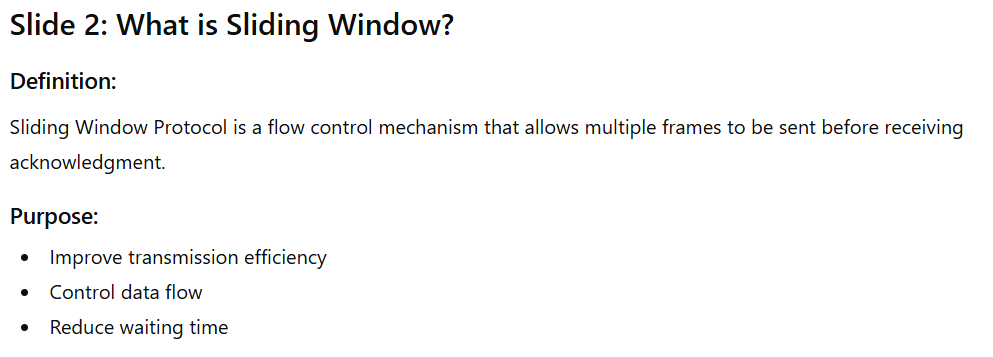 Slide 2: What is Sliding Window?
Definition:
Sliding Window Protocol is a flow control mechanism that allows multiple frames to be sent before receiving
acknowledgment.
Purpose:
• Improve transmission efficiency
• Control data flow
• Reduce waiting time